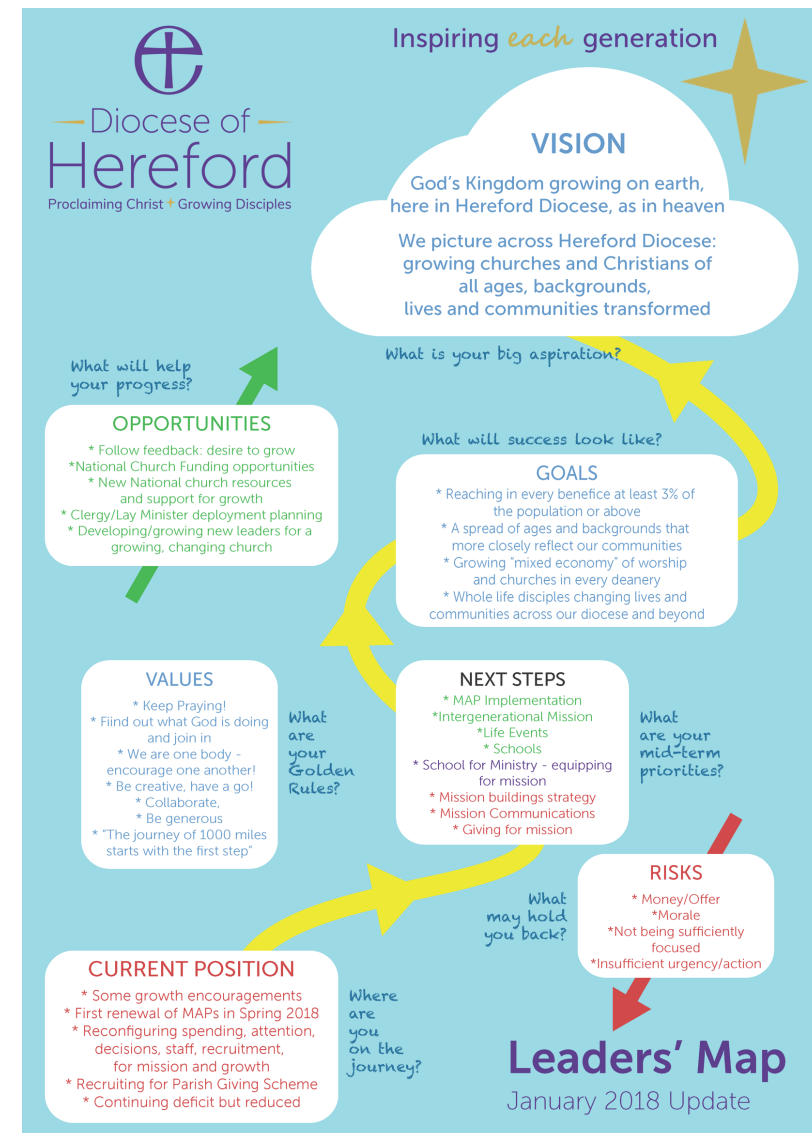 Inspiring each generation
Diocese of
Hereford
Proclaiming Christ + Growing Disciples
VISION
God's Kingdom growing on earth,
here in Hereford Diocese, as in heaven
We picture across Hereford Diocese:
growing churches and Christians of
all ages, backgrounds,
lives and communities transformed
What is your big aspiration?
What will help
your progress?
OPPORTUNITIES
* Follow feedback: desire to grow
*National Church Funding opportunities
* New National church resources
and support for growth
* Clergy/Lay Minister deployment planning
* Developing/growing new leaders for a
growing, changing church
What will success look like?
GOALS
* Reaching in every benefice at least 3% of
the population or above
* A spread of ages and backgrounds that
more closely reflect our communities
* Growing "mixed economy" of worship
and churches in every deanery
* Whole life disciples changing lives and
communities across our diocese and beyond
VALUES
* Keep Praying!
* Fiind out what God is doing
and join in
* We are one body -
encourage one another!
* Be creative, have a go!
* Collaborate,
* Be generous
* "The journey of 1000 miles
starts with the first step"
What
are
your
Golden
Rules?
NEXT STEPS
* MAP Implementation
*Intergenerational Mission
*Life Events
* Schools
* School for Ministry - equipping
for mission
* Mission buildings strategy
* Mission Communications
* Giving for mission
What
are your
mid-term
priorities?
What
may hold
you back?
RISKS
* Money/Offer
*Morale
*Not being sufficiently
focused
*Insufficient urgency/action
CURRENT POSITION
* Some growth encouragements
* First renewal of MAPs in Spring 2018
* Reconfiguring spending, attention,
decisions, staff, recruitment,
for mission and growth
* Recruiting for Parish Giving Scheme
* Continuing deficit but reduced
Where
are
you
on the
journey?
Leaders' Map
January 2018 Update